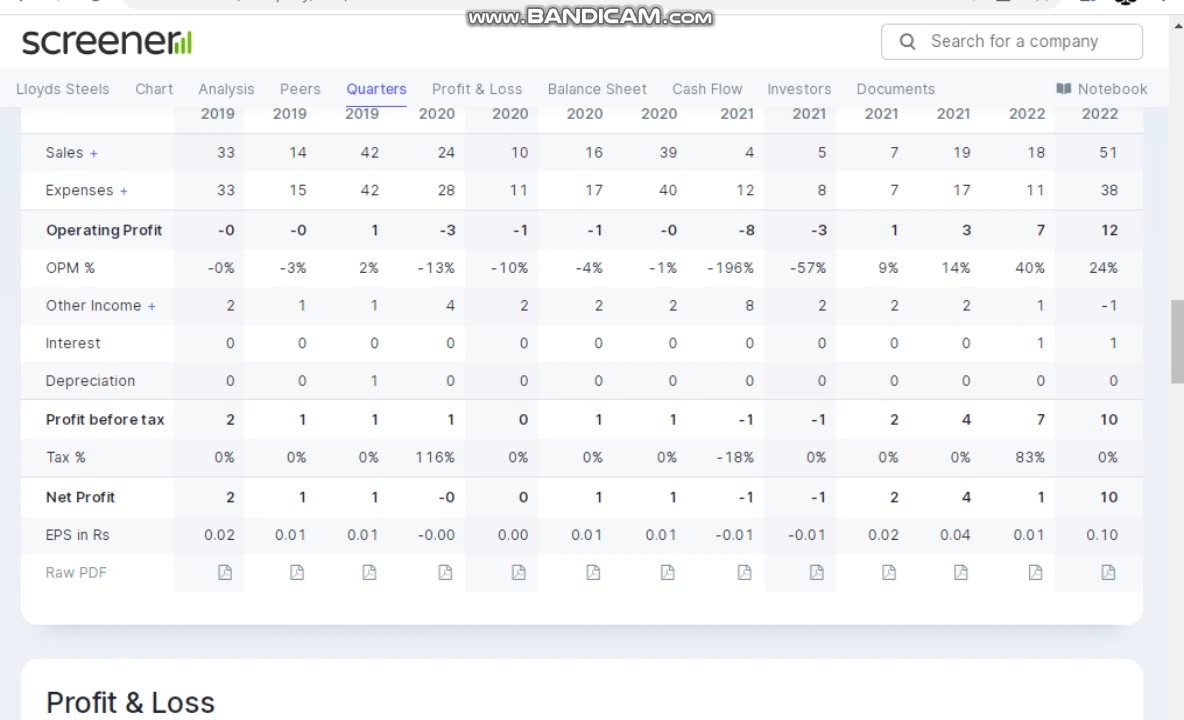 www.BANDICAM.com
screener
Search for a company
Lloyds Steels Chart Analysis Peers Quarters Profit & Loss Balance Sheet Cash Flow Investors Documents Notebook
2019 2019 2019 2020 2020 2020 2020 2021 2021 2021 2021 2022 2022
Sales + 33 14 42 24 10 16 39 4 5 7 19 18 51
Expenses + 33 15 42 28 11 17 40 12 8 7 17 11 38
Operating Profit -0 -0 1 -3 -1 -1 -0 -8 -3 1 3 7 12
OPM % -0% -3% 2% -13% -10% -4% -1% -196% -57% 9% 14% 40% 24%
Other Income + 2 1 1 4 2 2 2 8 2 2 2 1 -1
Interest 0 0 0 0 0 0 0 0 0 0 0 1 1
Depreciation 0 0 1 0 0 0 0 0 0 0 0 0 0
Profit before tax 2 1 1 1 0 1 1 -1 -1 2 4 7 10
Tax % 0% 0% 0% 116% 0% 0% 0% -18% 0% 0% 0% 83% 0%
Net Profit 2 1 1 -0 0 1 1 -1 -1 2 4 1 10
EPS in Rs 0.02 0.01 0.01 -0.00 0.00 0.01 0.01 -0.01 -0.01 0.02 0.04 0.01 0.10
Raw PDF
Profit & Loss